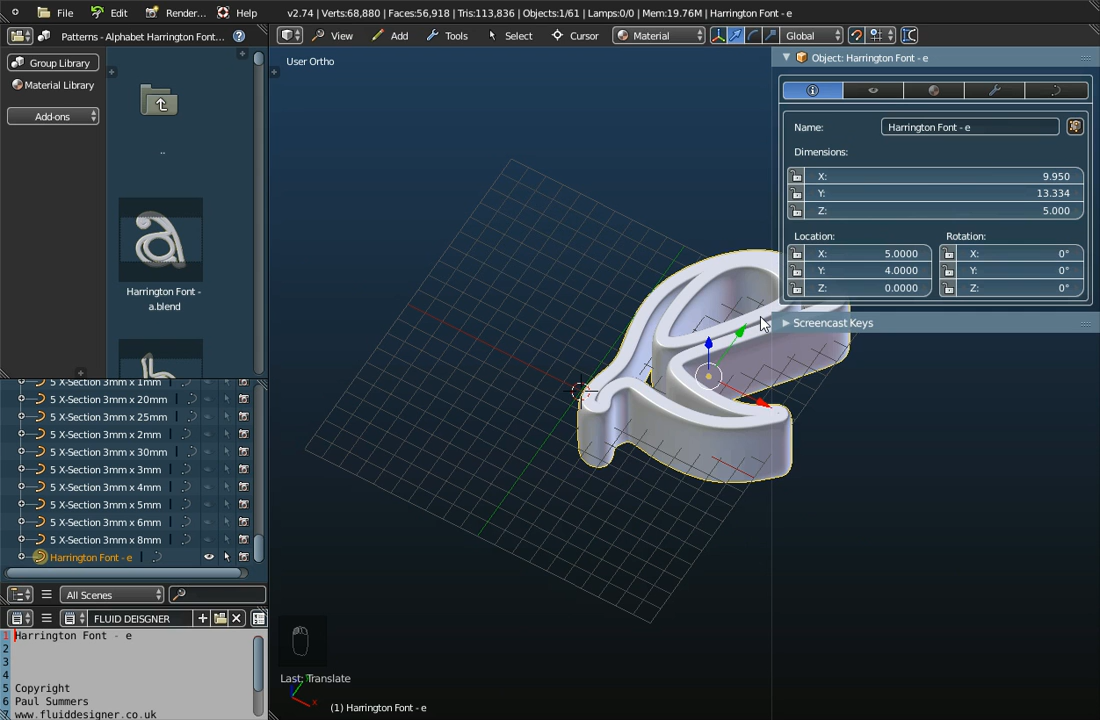 File
Edit
Render...
Help
v2.74 | Verts:68,880 | Faces:56,918 | Tris:113,836 | Objects:1/61 | Lamps:0/0 | Mem:19.76M | Harrington Font - e
Patterns - Alphabet Harrington Font...
View
Add
Tools
Select
Cursor
Material
Global
Group Library
Material Library
Add-ons
..
Harrington Font -
a.blend
User Ortho
Object: Harrington Font - e
Name:
Harrington Font - e
Dimensions:
X: 9.950
Y: 13.334
Z: 5.000
Location:
Rotation:
X: 5.0000
X: 0°
Y: 4.0000
Y: 0°
Z: 0.0000
Z: 0°
Screencast Keys
5 X-Section 3mm x 1mm
5 X-Section 3mm x 20mm
5 X-Section 3mm x 25mm
5 X-Section 3mm x 2mm
5 X-Section 3mm x 30mm
5 X-Section 3mm x 3mm
5 X-Section 3mm x 4mm
5 X-Section 3mm x 5mm
5 X-Section 3mm x 6mm
5 X-Section 3mm x 8mm
Harrington Font - e
All Scenes
FLUID DEISGNER
1 Harrington Font - e
2
3
4
5 Copyright
6 Paul Summers
7 www.fluiddesigner.co.uk
Last: Translate
x
(1) Harrington Font - e